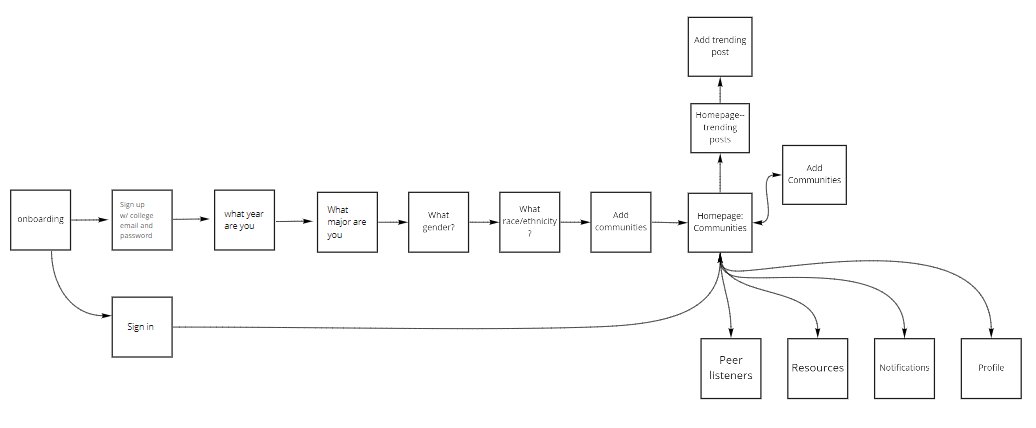 Add trending
post
Homepage--
trending
posts
Add
Communities
onboarding
Sign up
w/ college
email and
password
what year
are you
What
major are
you
What
gender?
What
race/ethnicity
?
Add
communities
Homepage:
Communities
Sign in
Peer
listeners
Resources
Notifications
Profile